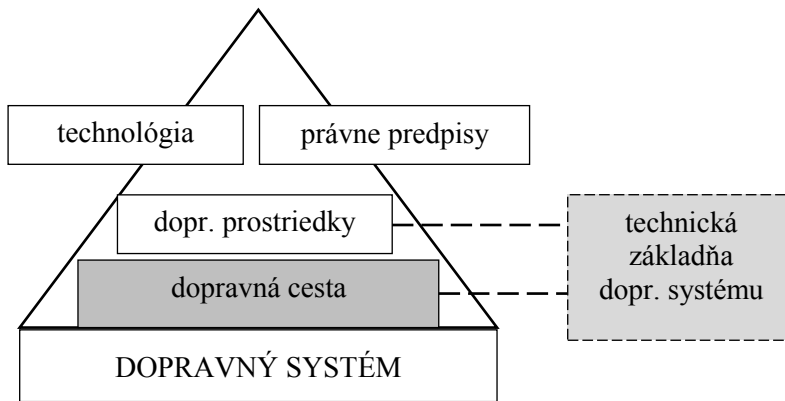 technológia
právne predpisy
dopr. prostriedky
dopravná cesta
technická
základňa
dopr. systému
DOPRAVNÝ SYSTÉM